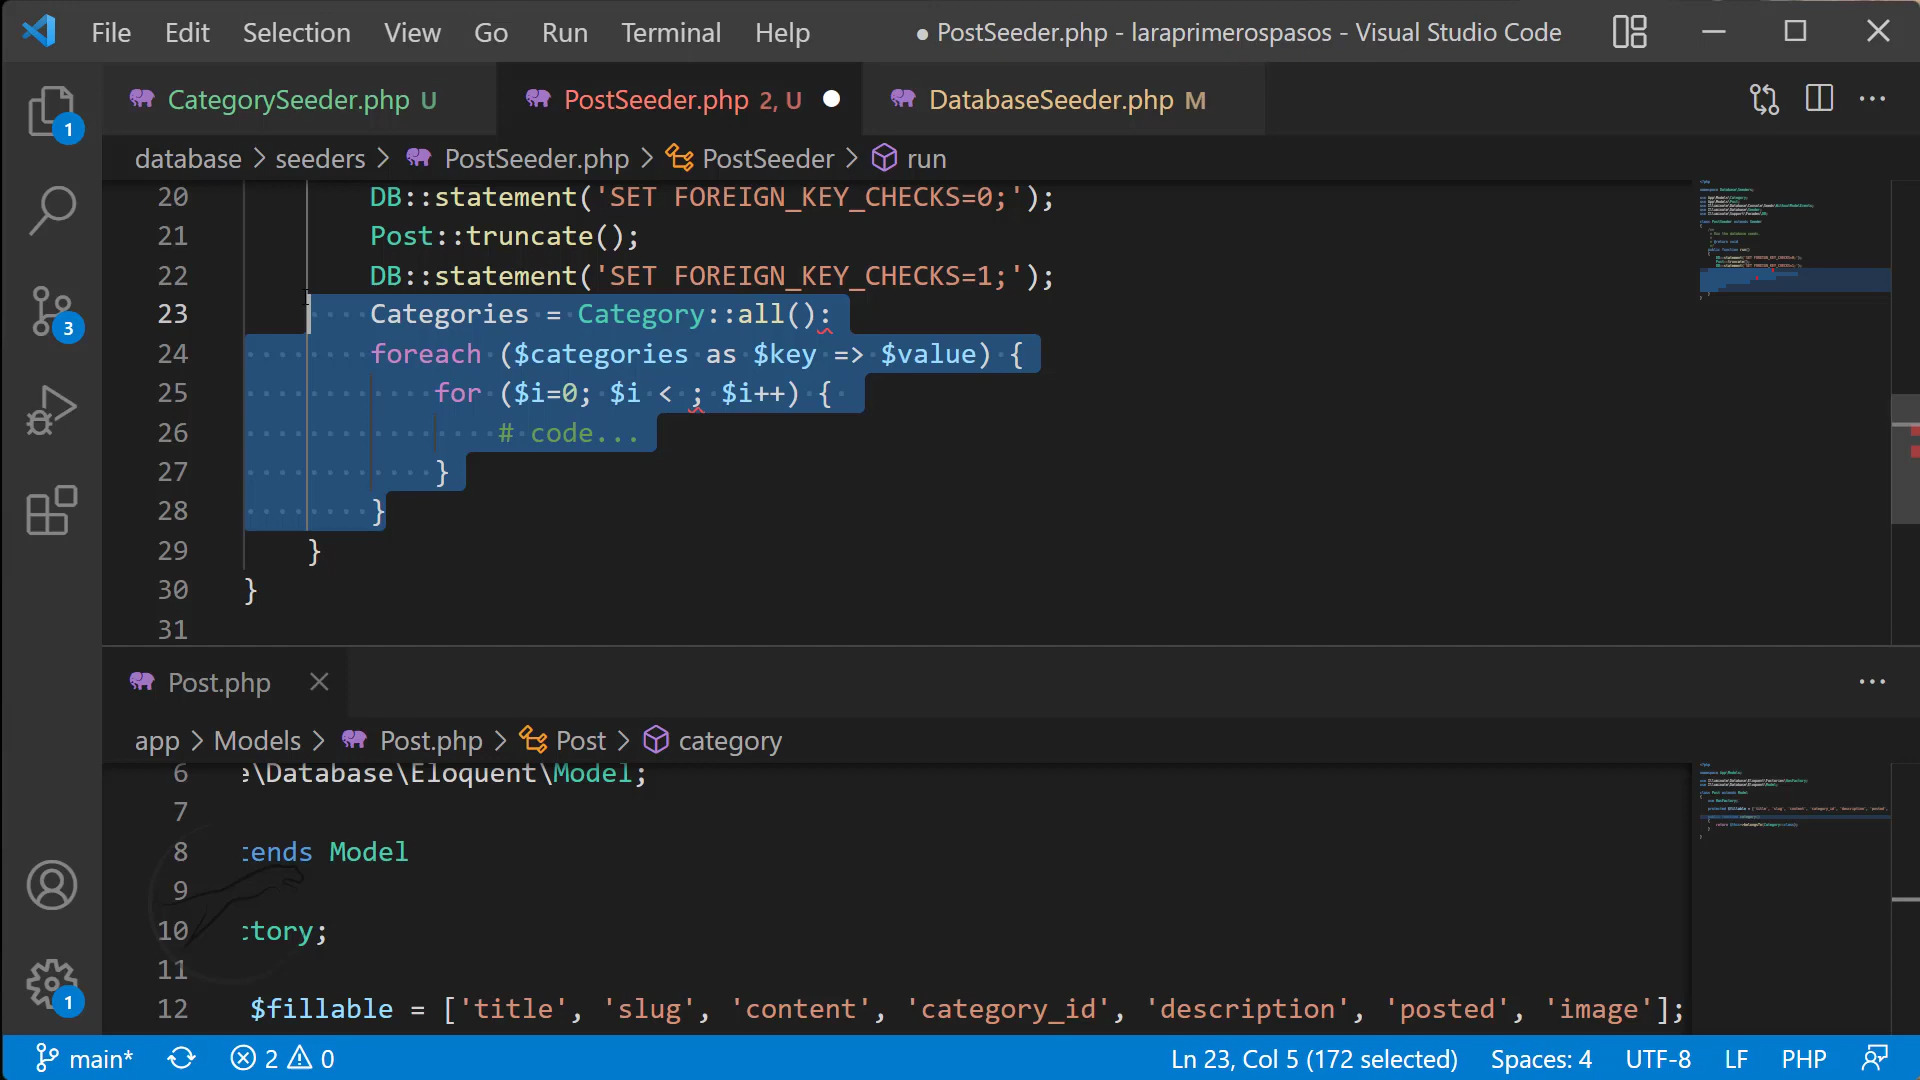 File Edit Selection View Go Run Terminal Help ● PostSeeder.php - laraprimerospasos - Visual Studio Code
CategorySeeder.php U PostSeeder.php 2, U DatabaseSeeder.php M
database > seeders > PostSeeder.php > PostSeeder > run
20 DB::statement('SET FOREIGN_KEY_CHECKS=0;');
21 Post::truncate();
22 DB::statement('SET FOREIGN_KEY_CHECKS=1;');
23 Categories = Category::all():
24 foreach ($categories as $key => $value) {
25 for ($i=0; $i < ; $i++) {
26 # code...
27 }
28 }
29 }
30 }
31
1
3
1
Post.php
app > Models > Post.php > Post > category
6 e\Database\Eloquent\Model;
7
8 tends Model
9
10 ctory;
11
12 $fillable = ['title', 'slug', 'content', 'category_id', 'description', 'posted', 'image'];
main* 2 0 Ln 23, Col 5 (172 selected) Spaces: 4 UTF-8 LF PHP